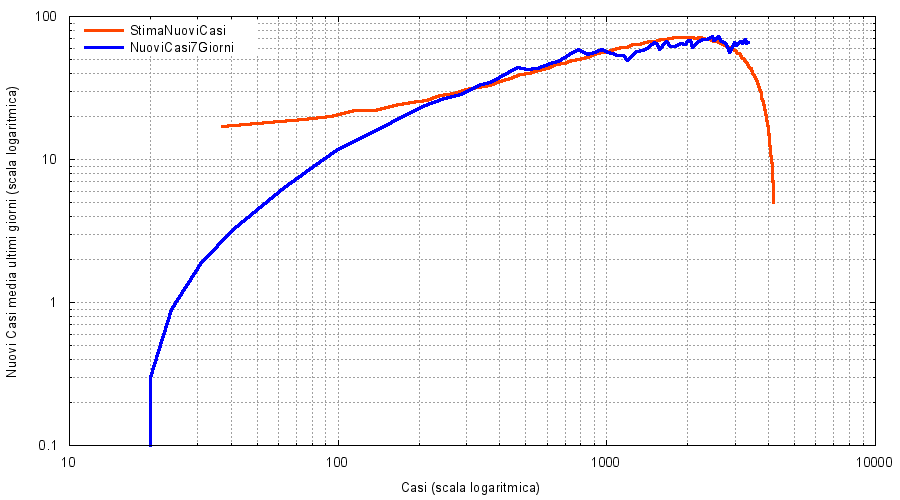 100
10
1
0.1
StimaNuoviCasi
NuoviCasi7Giorni
Nuovi Casi media ultimi giorni (scala logaritmica)
10 100 1000 10000
Casi (scala logaritmica)